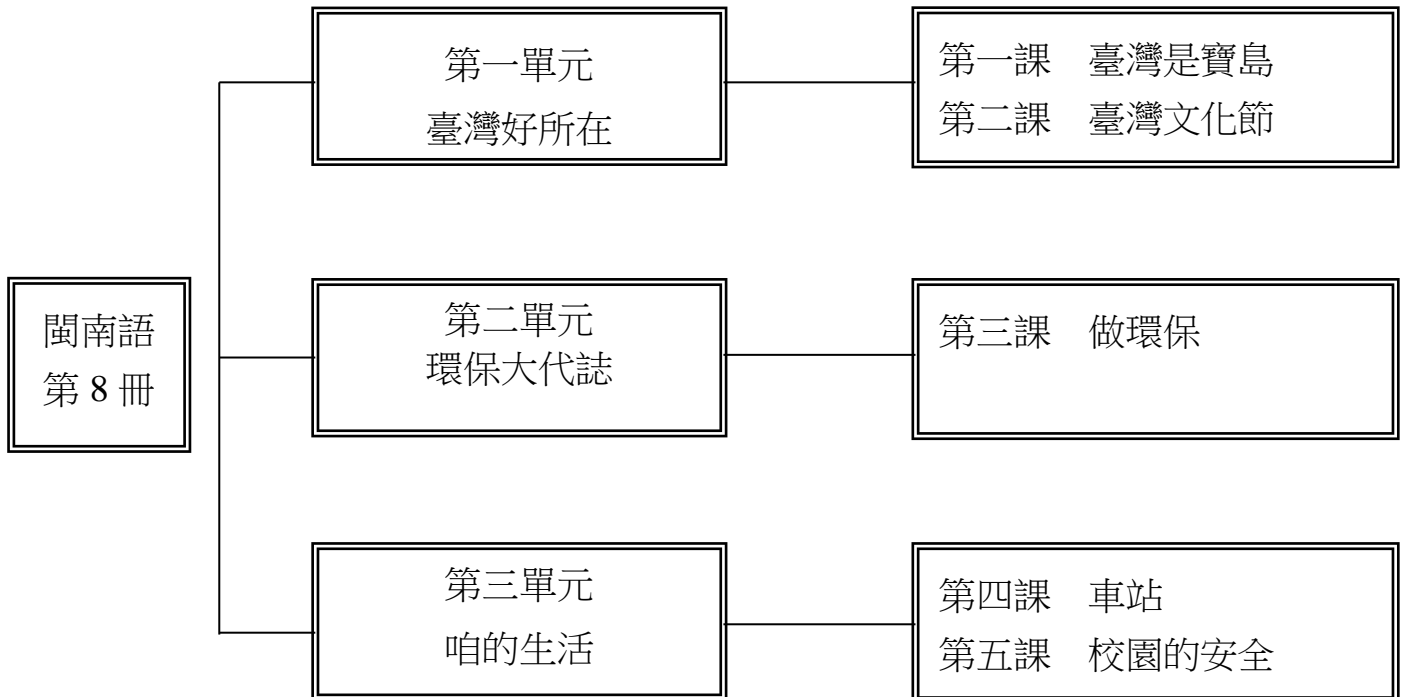 閩南語
第 8 冊
第一單元
臺灣好所在
第一課 臺灣是寶島
第二課 臺灣文化節
第二單元
環保大代誌
第三課 做環保
第三單元
咱的生活
第四課 車站
第五課 校園的安全